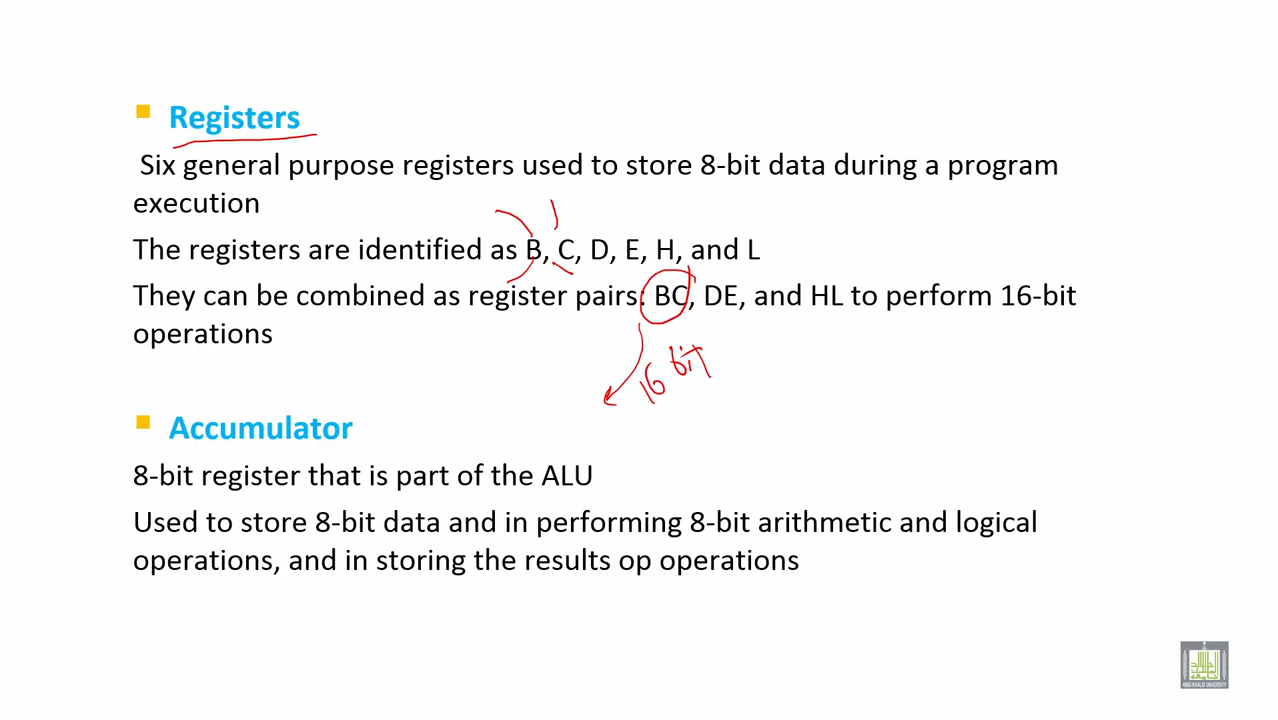 Registers
Six general purpose registers used to store 8-bit data during a program
execution
The registers are identified as B, C, D, E, H, and L
They can be combined as register pairs: BC, DE, and HL to perform 16-bit
operations
16 bit
Accumulator
8-bit register that is part of the ALU
Used to store 8-bit data and in performing 8-bit arithmetic and logical
operations, and in storing the results op operations
KING KHALID UNIVERSITY